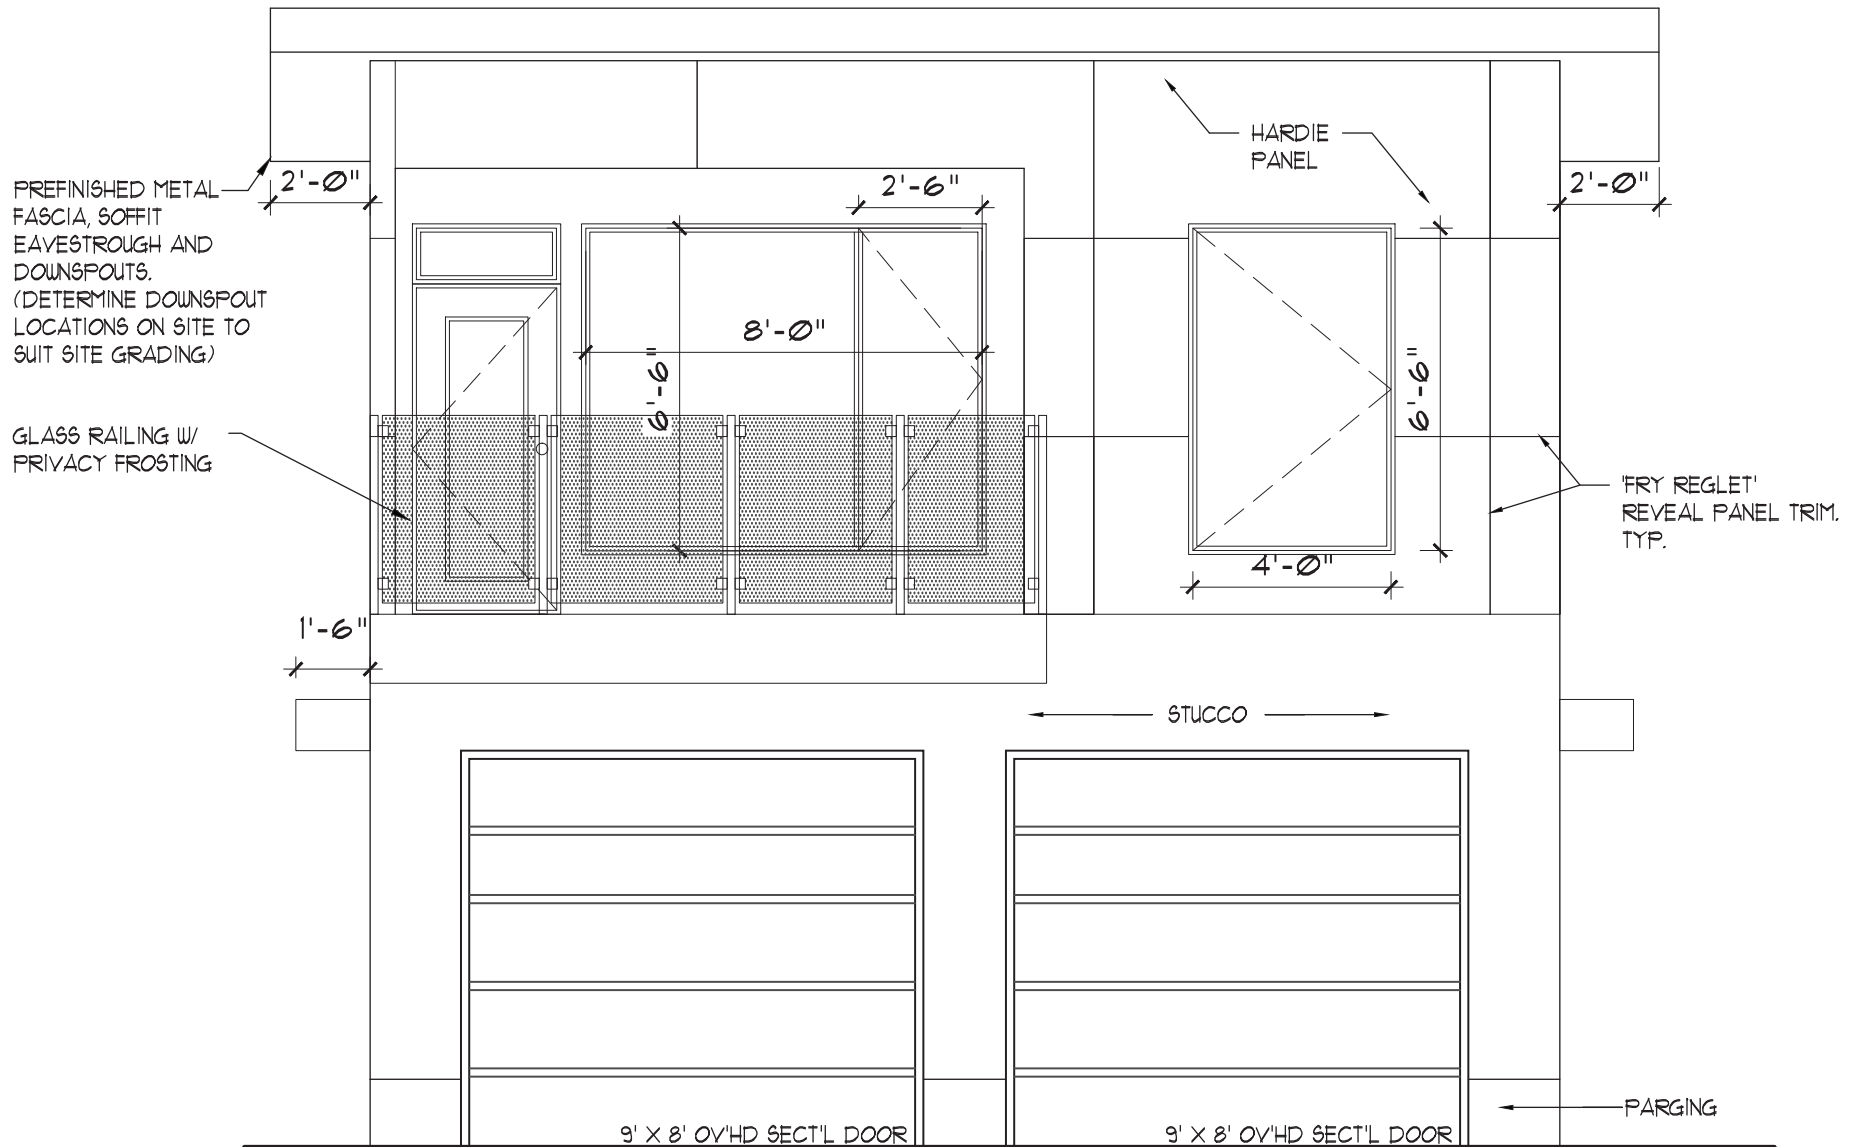 HARDIE
PANEL
PREFINISHED METAL
FASCIA, SOFFIT
EAVESTROUGH AND
DOWNSPOUTS.
(DETERMINE DOWNSPOUT
LOCATIONS ON SITE TO
SUIT SITE GRADING)
2'-0"
2'-6"
2'-0"
8'-0"
6'-6"
6'-6"
GLASS RAILING W/
PRIVACY FROSTING
'FRY REGLET'
REVEAL PANEL TRIM.
TYP.
4'-0"
1'-6"
STUCCO
PARGING
9' X 8' OV'HD SECT'L DOOR
9' X 8' OV'HD SECT'L DOOR